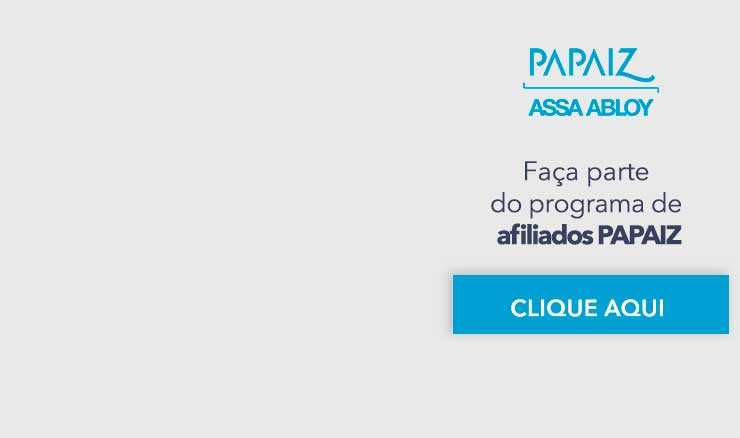 PAPAIZ
ASSA ABLOY
Faça parte
do programa de
afiliados PAPAIZ
CLIQUE AQUI